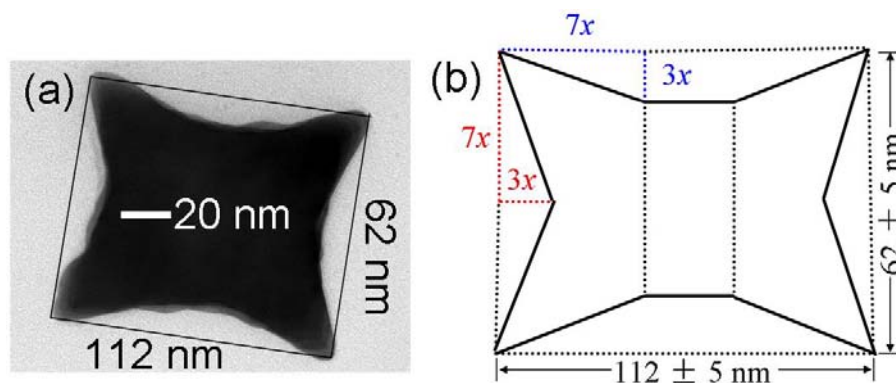 (a)
20 nm
62 nm
112 nm
(b)
7x
3x
7x
3x
62 ± 5 nm
112 ± 5 nm